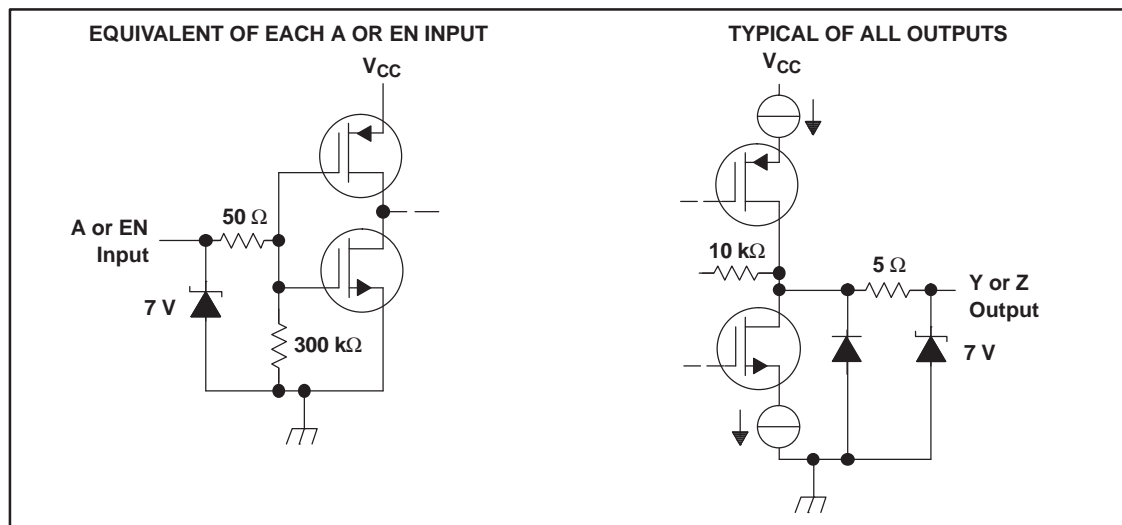 EQUIVALENT OF EACH A OR EN INPUT
VCC
50 Ω
A or EN
Input
7 V
300 kΩ
TYPICAL OF ALL OUTPUTS
VCC
10 kΩ
5 Ω
Y or Z
Output
7 V